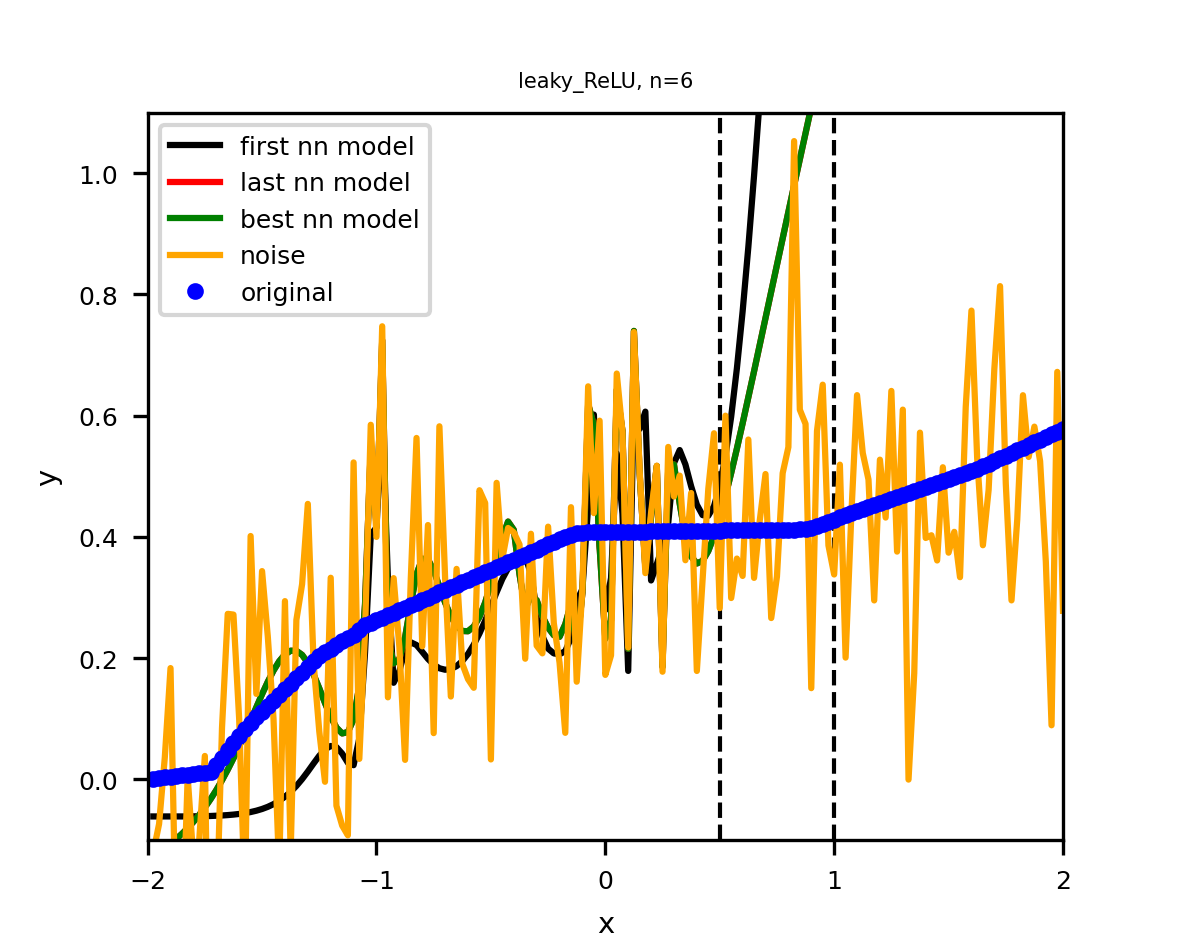 leaky_ReLU, n=6
first nn model
last nn model
best nn model
noise
original
1.0
0.8
0.6
0.4
0.2
0.0
y
−2
−1
0
1
2
x